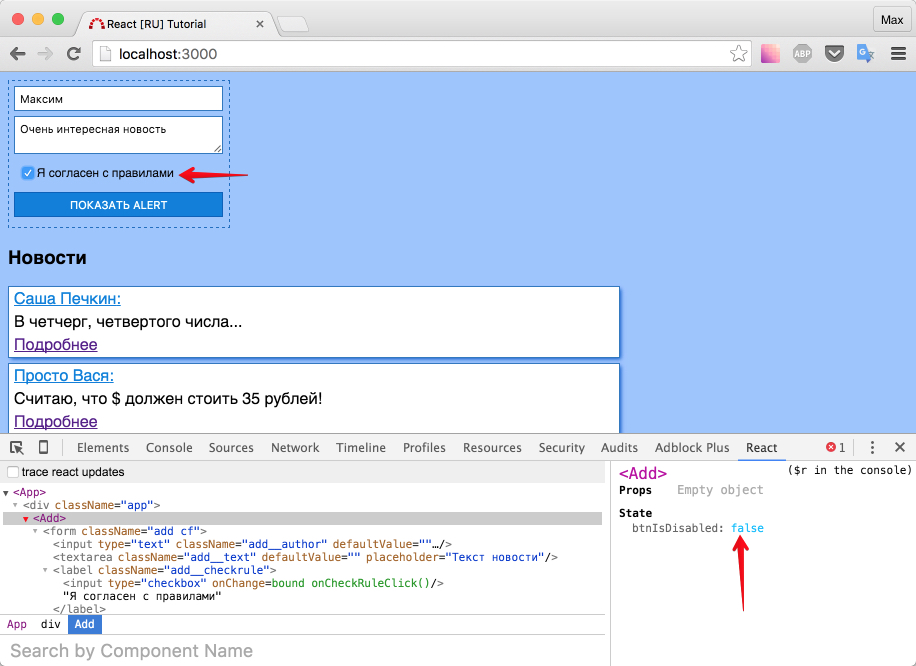 React [RU] Tutorial
Max
localhost:3000
ABP
Максим
Очень интересная новость
Я согласен с правилами
ПОКАЗАТЬ ALERT
Новости
Саша Печкин:
В четчерг, четвертого числа...
Подробнее
Просто Вася:
Считаю, что $ должен стоить 35 рублей!
Подробнее
Elements Console Sources Network Timeline Profiles Resources Security Audits Adblock Plus React 1
trace react updates
<App>
<div className="app">
<Add>
<form className="add cf">
<input type="text" className="add__author" defaultValue=""…/>
<textarea className="add__text" defaultValue="" placeholder="Текст новости"/>
<label className="add__checkrule">
<input type="checkbox" onChange=bound onCheckRuleClick()/>
"Я согласен с правилами"
</label>
App div Add
Search by Component Name
<Add> ($r in the console)
Props Empty object
State
btnIsDisabled: false